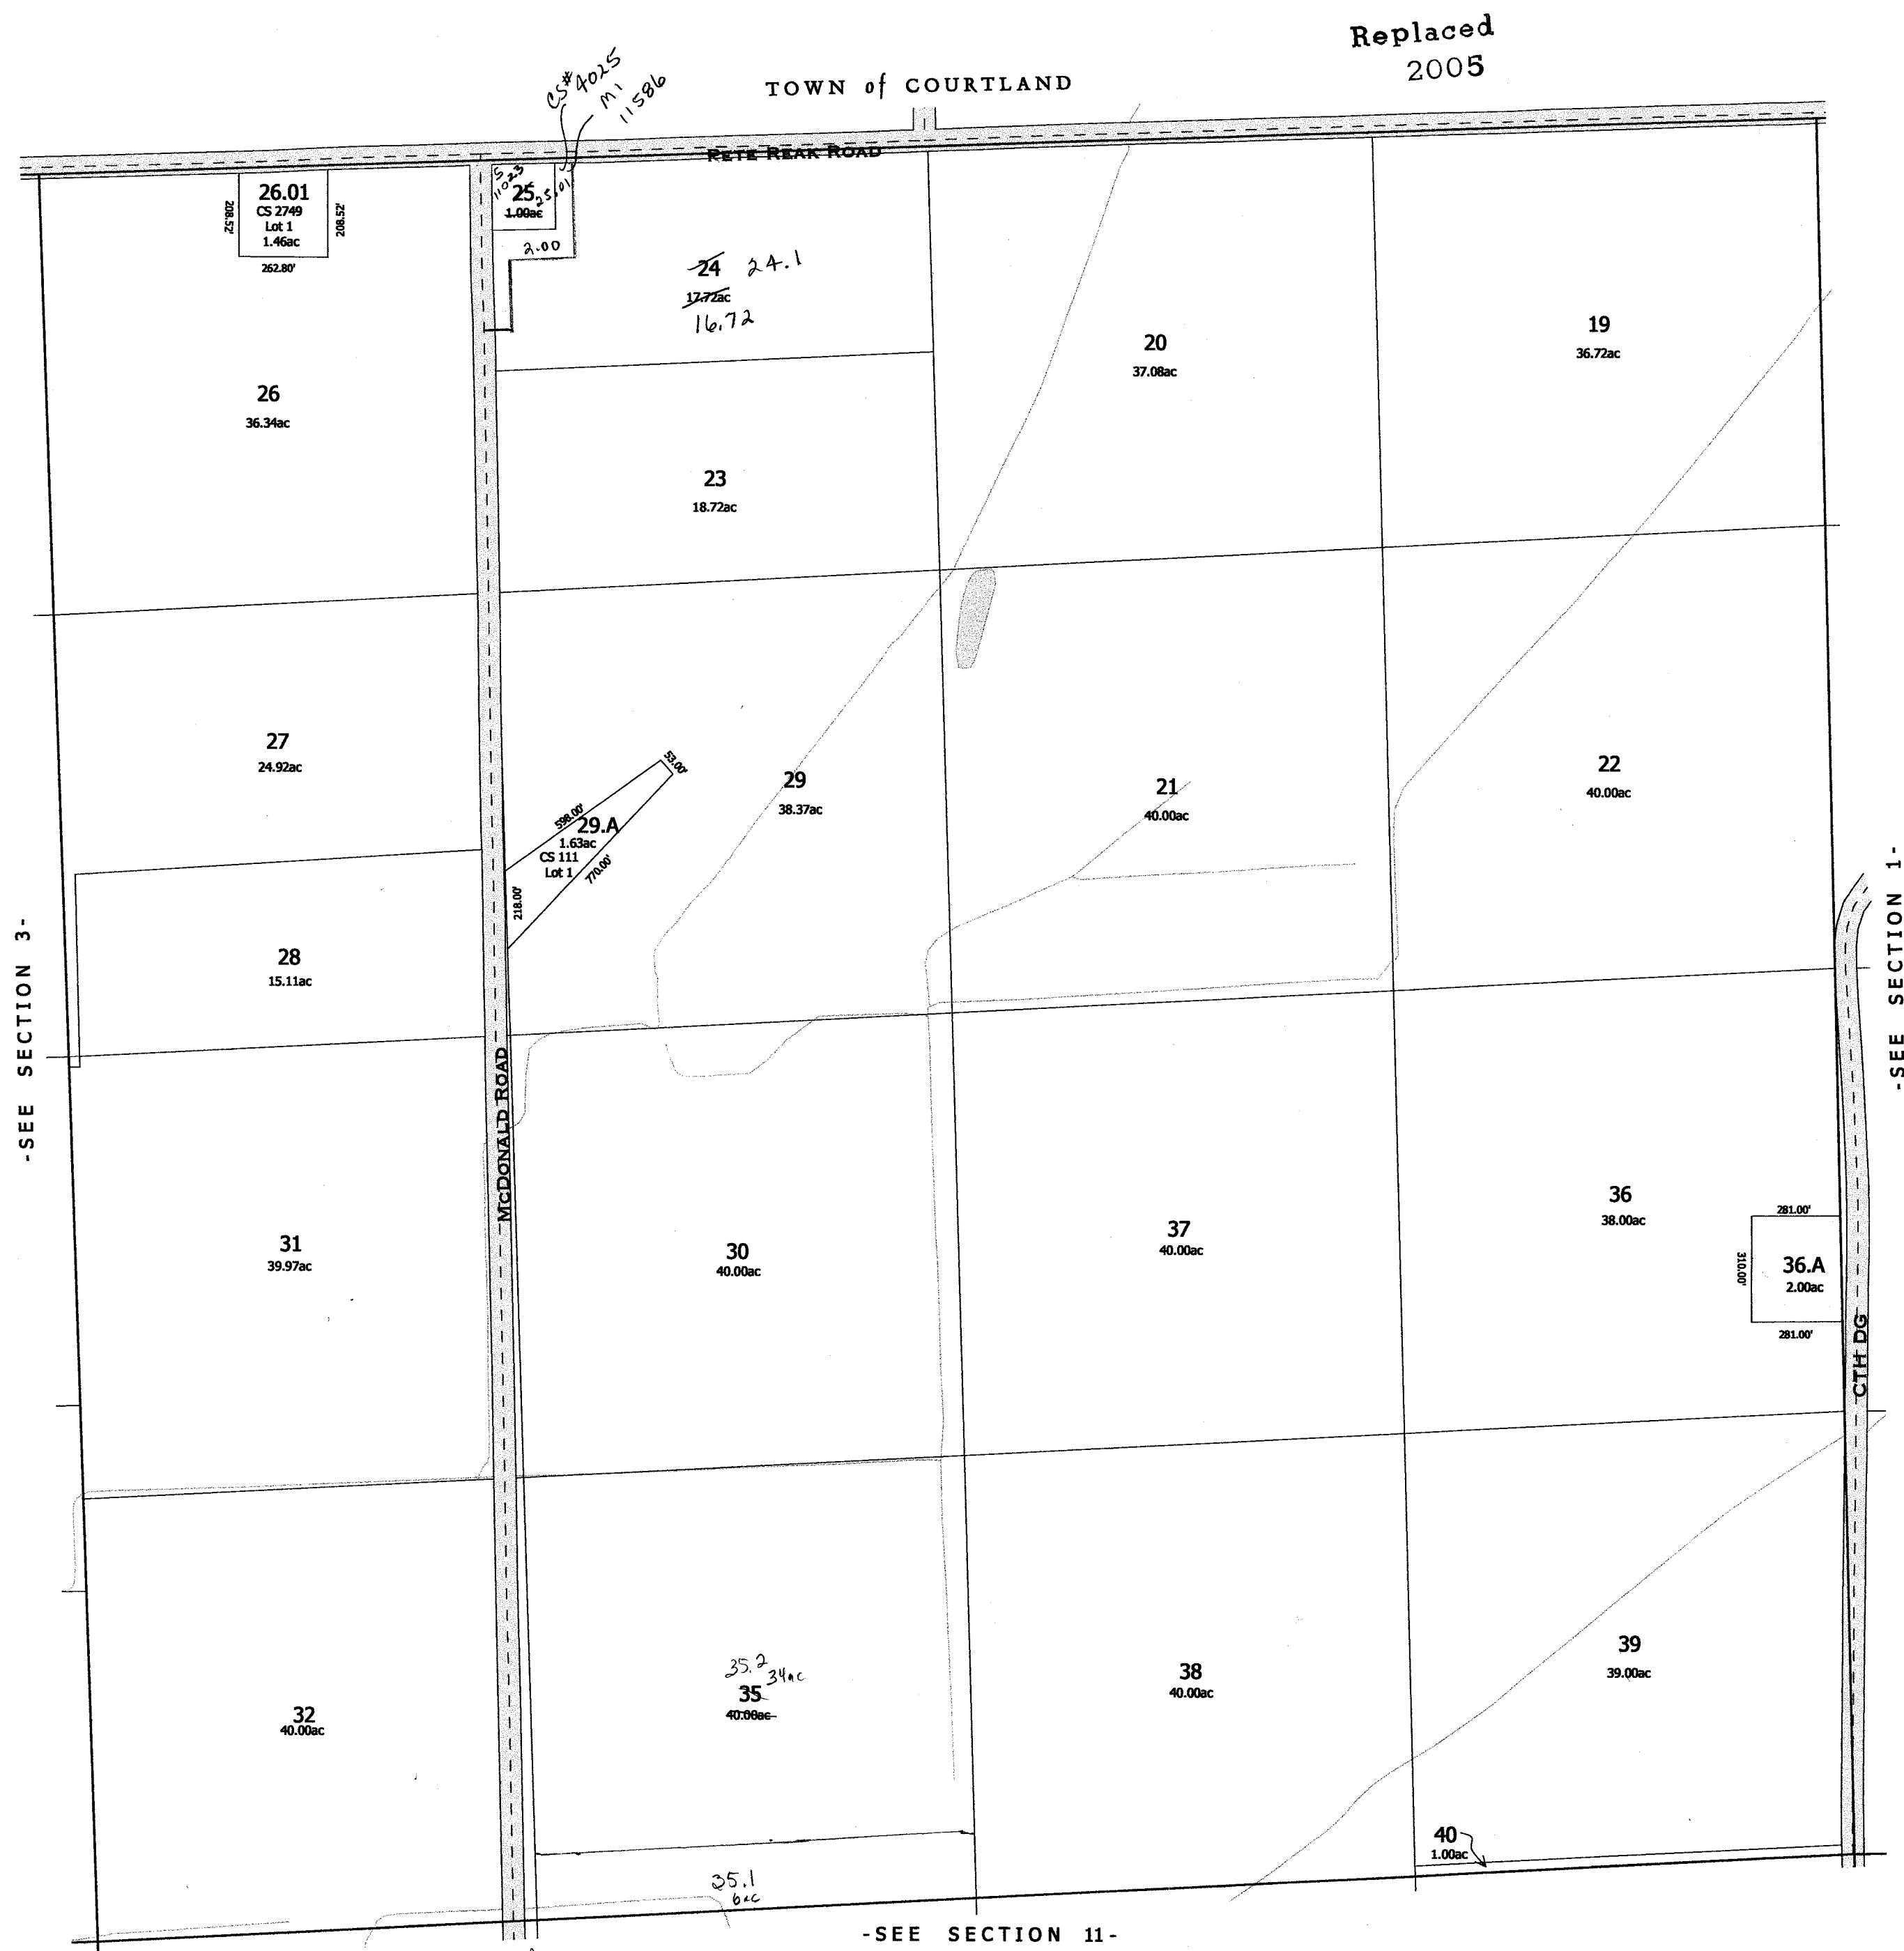 Replaced
2005
TOWN of COURTLAND
CS# 4025
M1
11586
PETE REAK ROAD
26.01
CS 2749
Lot 1
1.46ac
208.52'
208.52'
262.80'
S
11023
25
25.01
1.00ac
2.00
24 24.1
17.72ac
16.72
20
37.08ac
19
36.72ac
26
36.34ac
23
18.72ac
27
24.92ac
29
38.37ac
53.00'
598.00'
29.A
1.63ac
CS 111
Lot 1
770.00'
218.00'
21
40.00ac
22
40.00ac
28
15.11ac
-SEE SECTION 3-
-SEE SECTION 1-
McDONALD ROAD
31
39.97ac
30
40.00ac
37
40.00ac
36
38.00ac
281.00'
310.00'
36.A
2.00ac
281.00'
CTH DG
32
40.00ac
35.2
34ac
35
40.00ac
38
40.00ac
39
39.00ac
40
1.00ac
35.1
6ac
-SEE SECTION 11-